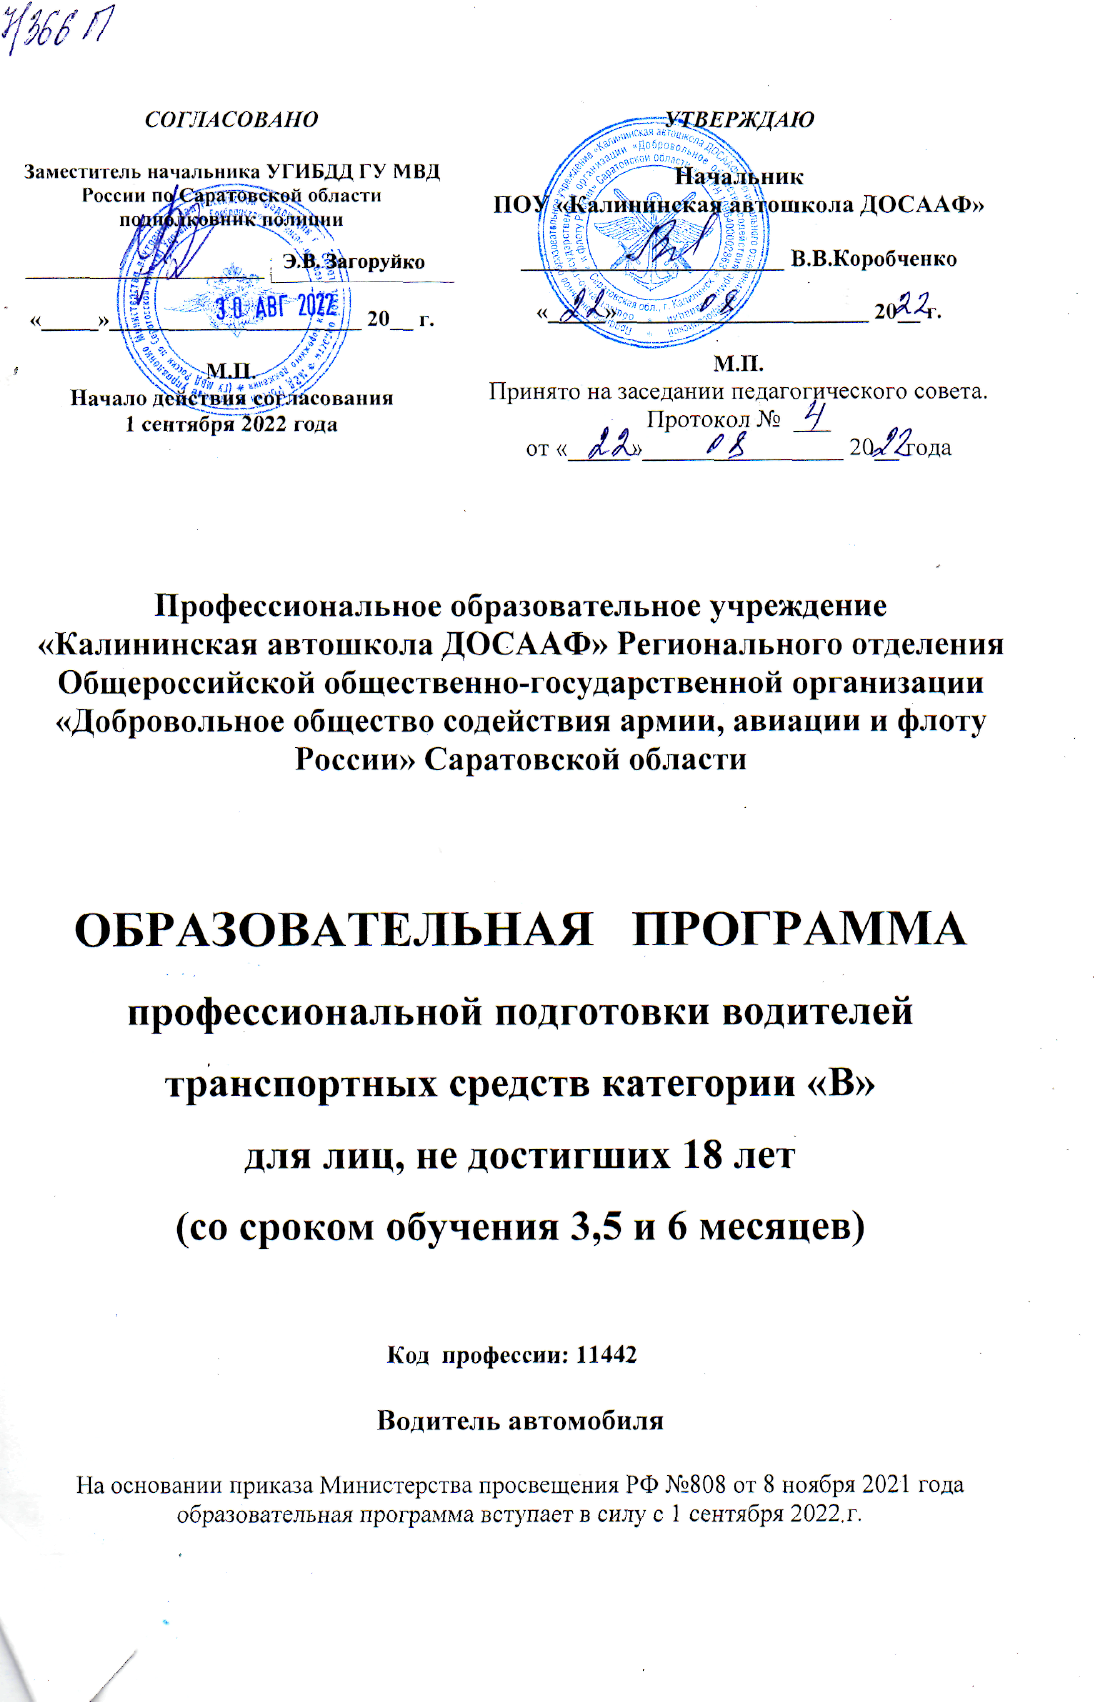 СОГЛАСОВАНО
Заместитель начальника УГИБДД ГУ МВД
России по Саратовской области
подполковник полиции
Э.В. Загоруйко
30 АВГ 2022
«_____»______________________ 20__ г.
М.П.
Начало действия согласования
1 сентября 2022 года
УТВЕРЖДАЮ
Начальник
ПОУ «Калининская автошкола ДОСААФ»
В.В.Коробченко
«22» 08 2022 г.
М.П.
Принято на заседании педагогического совета.
Протокол № 4
от «22» 08 2022 года
Профессиональное образовательное учреждение
«Калининская автошкола ДОСААФ» Регионального отделения
Общероссийской общественно-государственной организации
«Добровольное общество содействия армии, авиации и флоту
России» Саратовской области
ОБРАЗОВАТЕЛЬНАЯ ПРОГРАММА
профессиональной подготовки водителей
транспортных средств категории «В»
для лиц, не достигших 18 лет
(со сроком обучения 3,5 и 6 месяцев)
Код профессии: 11442
Водитель автомобиля
На основании приказа Министерства просвещения РФ №808 от 8 ноября 2021 года
образовательная программа вступает в силу с 1 сентября 2022.г.